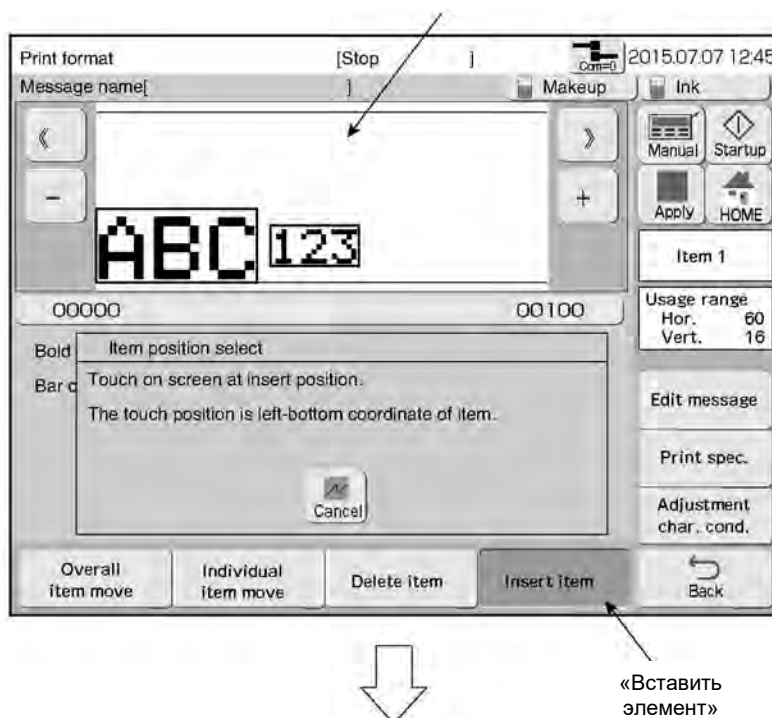 Print format [Stop ] Com=0 2015.07.07 12:45
Message name[ ] Makeup Ink
《 》 Manual Startup
- + Apply HOME
ABC 123
Item 1
00000 00100
Usage range
Hor. 60
Vert. 16
Bold Item position select
Bar c Touch on screen at insert position.
The touch position is left-bottom coordinate of item.
Cancel
Edit message
Print spec.
Adjustment
char. cond.
Overall
item move
Individual
item move
Delete item
Insert item
Back
«Вставить
элемент»